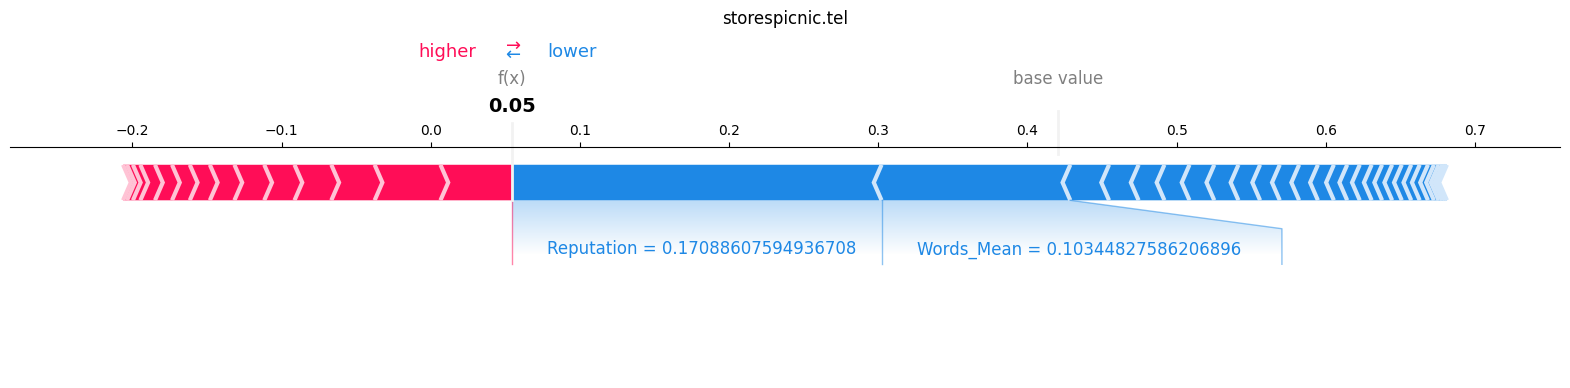 storespicnic.tel
higher ⇄ lower
f(x) base value
0.05
−0.2 −0.1 0.0 0.1 0.2 0.3 0.4 0.5 0.6 0.7
Reputation = 0.17088607594936708 Words_Mean = 0.10344827586206896